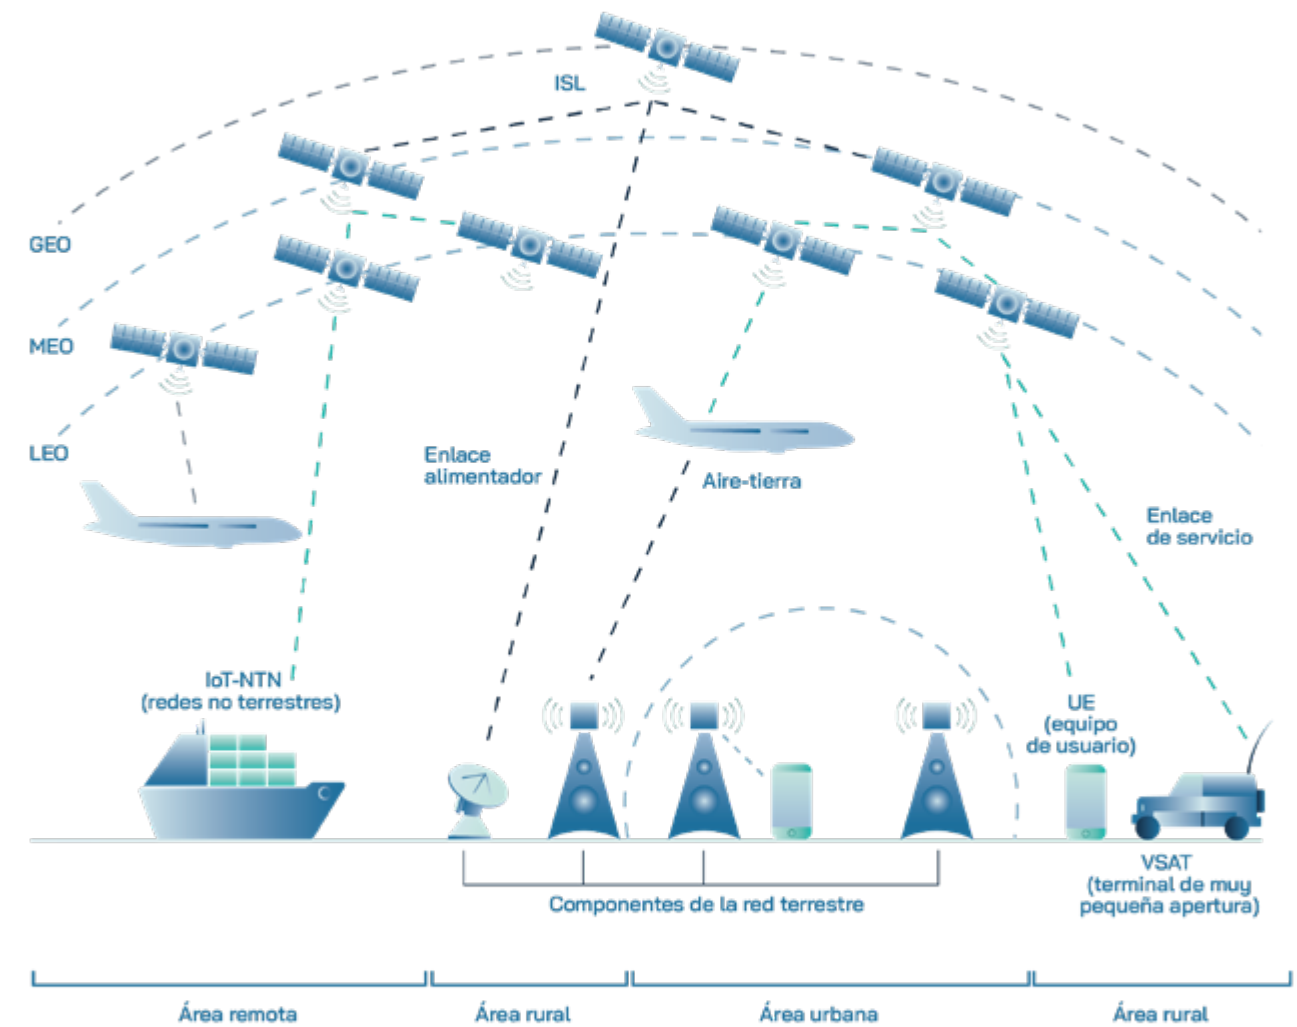 ISL
GEO
MEO
LEO
Enlace
alimentador
Aire-tierra
Enlace
de servicio
IoT-NTN
(redes no terrestres)
UE
(equipo
de usuario)
VSAT
(terminal de muy
pequeña apertura)
Componentes de la red terrestre
Área remota
Área rural
Área urbana
Área rural